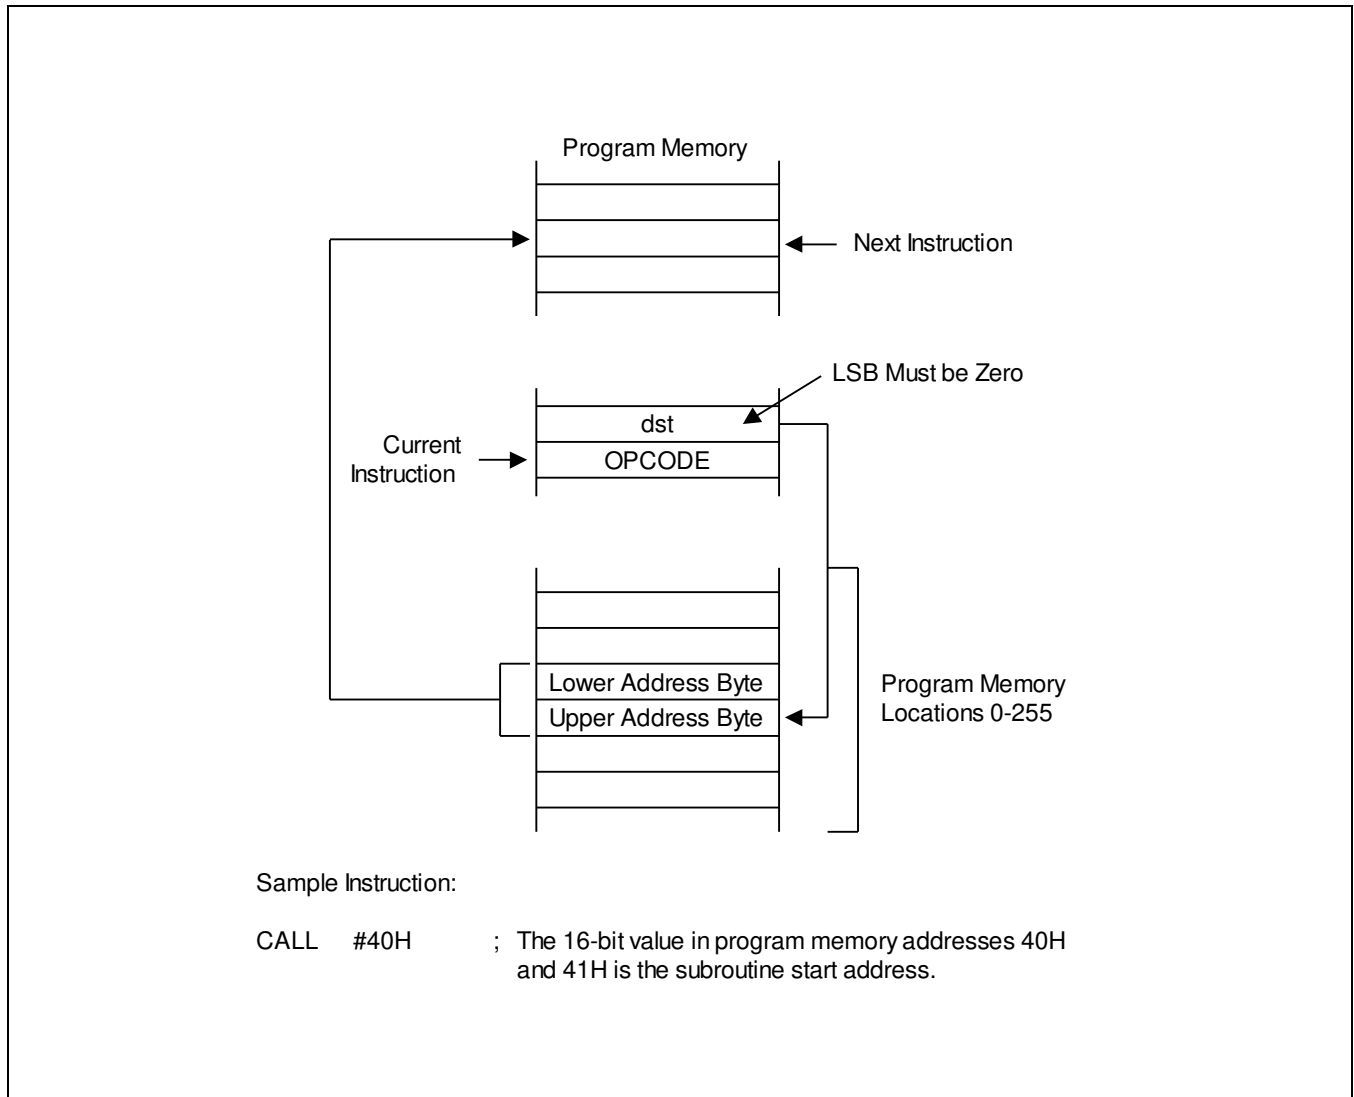 Program Memory
Next Instruction
LSB Must be Zero
dst
Current
Instruction
OPCODE
Lower Address Byte
Upper Address Byte
Program Memory
Locations 0-255
Sample Instruction:
CALL #40H ; The 16-bit value in program memory addresses 40H
and 41H is the subroutine start address.